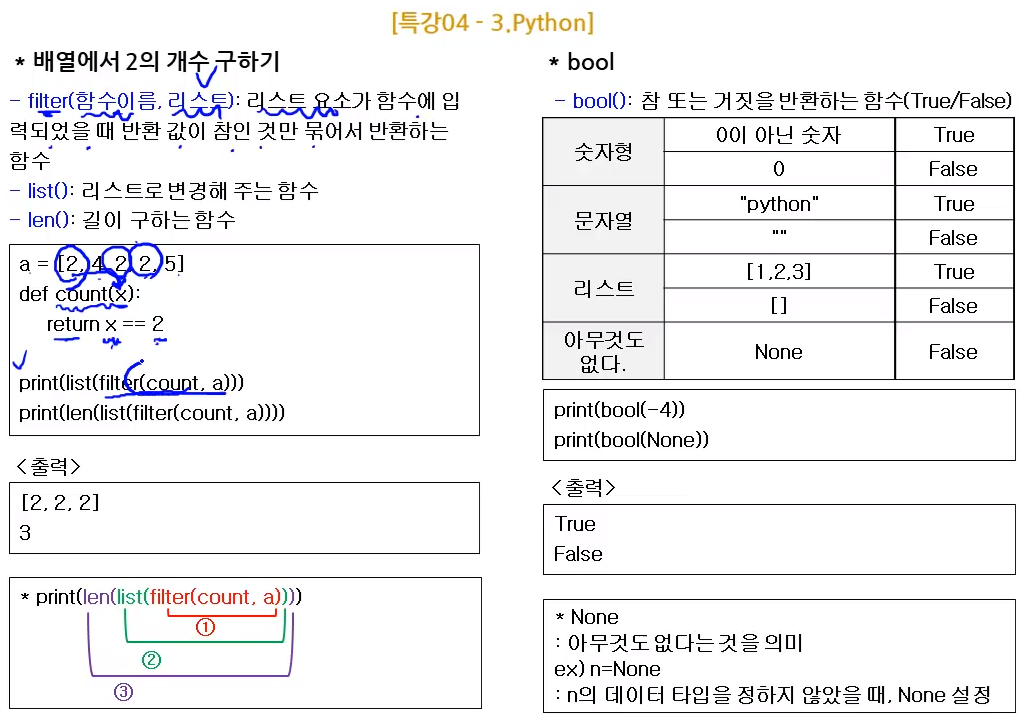 [특강04 - 3.Python]
* 배열에서 2의 개수 구하기
- filter(함수이름, 리스트): 리스트 요소가 함수에 입
력되었을 때 반환 값이 참인 것만 묶어서 반환하는
함수
- list(): 리스트로 변경해 주는 함수
- len(): 길이 구하는 함수
a = [2, 4, 2, 2, 5]
def count(x):
return x == 2
print(list(filter(count, a)))
print(len(list(filter(count, a))))
<출력>
[2, 2, 2]
3
* print(len(list(filter(count, a))))
①
②
③
* bool
- bool(): 참 또는 거짓을 반환하는 함수(True/False)
숫자형 0이 아닌 숫자 True
0 False
문자열 "python" True
"" False
리스트 [1,2,3] True
[] False
아무것도
없다. None False
print(bool(-4))
print(bool(None))
<출력>
True
False
* None
: 아무것도 없다는 것을 의미
ex) n=None
: n의 데이터 타입을 정하지 않았을 때, None 설정